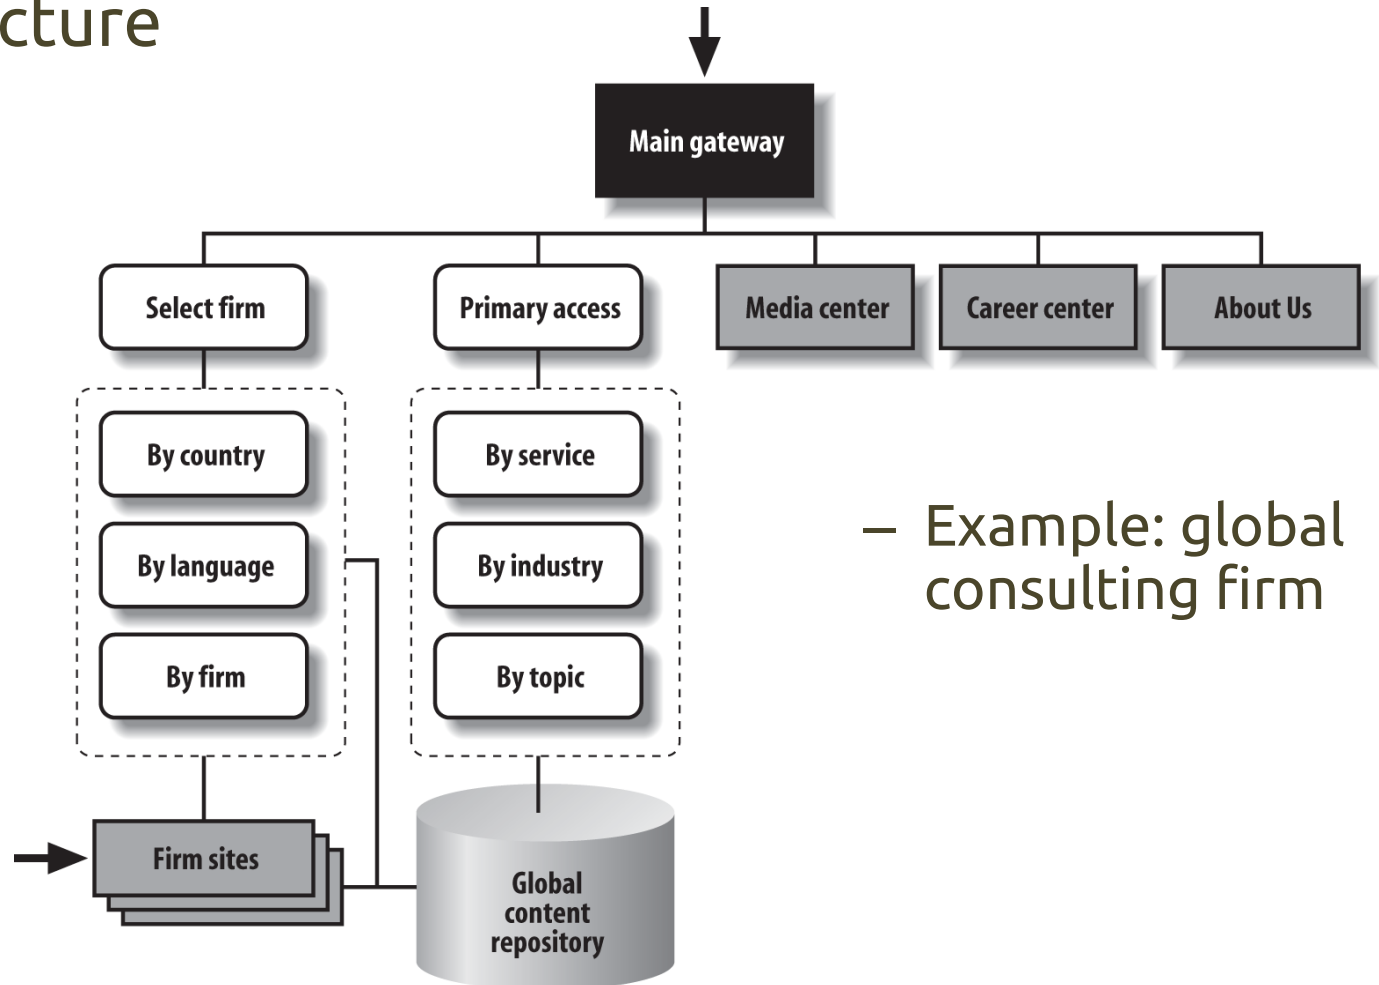 cture
Main gateway
Select firm
Primary access
Media center
Career center
About Us
By country
By service
By language
By industry
By firm
By topic
– Example: global
consulting firm
Firm sites
Global
content
repository